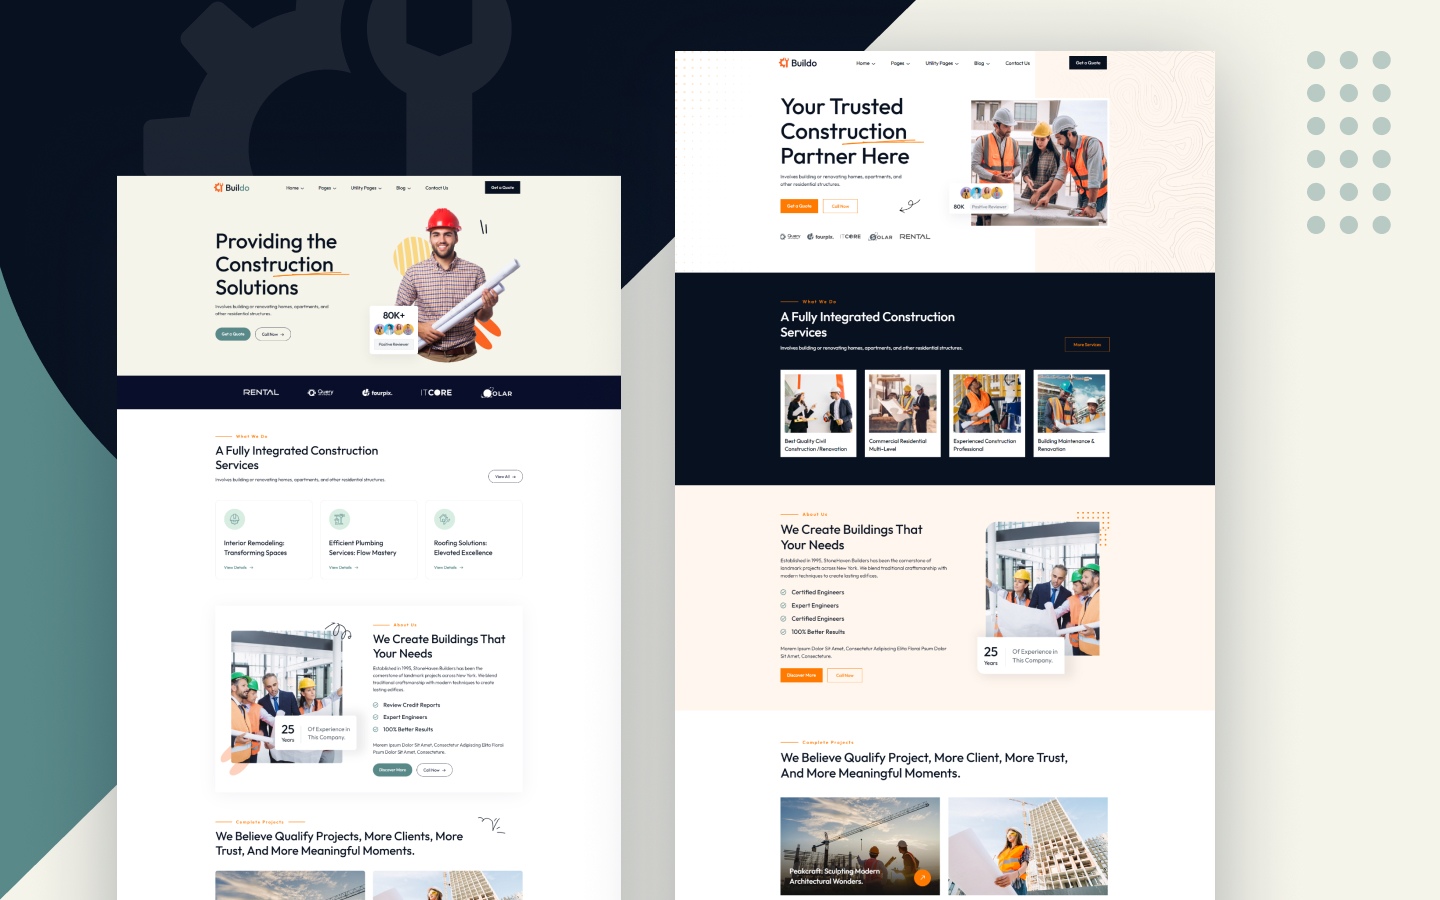 Buildo
Home
Pages
Utility Pages
Blog
Contact Us
Get a Quote
Providing the
Construction
Solutions
Involves building or renovating homes, apartments, and
other residential structures.
Get a Quote
Call Now
80K+
Positive Reviewer
RENTAL
Query
fourpix.
ITCORE
SOLAR
What We Do
A Fully Integrated Construction
Services
Involves building or renovating homes, apartments, and other residential structures.
View All
Interior Remodeling:
Transforming Spaces
View Details
Efficient Plumbing
Services: Flow Mastery
View Details
Roofing Solutions:
Elevated Excellence
View Details
25
Years
Of Experience in
This Company.
About Us
We Create Buildings That
Your Needs
Established in 1995, StoneHaven Builders has been the
cornerstone of landmark projects across New York. We blend
traditional craftsmanship with modern techniques to create
lasting edifices.
Review Credit Reports
Expert Engineers
100% Better Results
Morem Ipsum Dolor Sit Amet, Consectetur Adipiscing Elita Florai
Psum Dolor Sit Amet, Consectetur.
Discover More
Call Now
Complete Projects
We Believe Qualify Projects, More Clients, More
Trust, And More Meaningful Moments.
Buildo
Home
Pages
Utility Pages
Blog
Contact Us
Get a Quote
Your Trusted
Construction
Partner Here
Involves building or renovating homes, apartments, and
other residential structures.
Get a Quote
Call Now
80K
Positive Reviewer
Query
fourpix.
ITCORE
SOLAR
RENTAL
What We Do
A Fully Integrated Construction
Services
Involves building or renovating homes, apartments, and other residential structures.
More Services
Best Quality Civil
Construction /Renovation
Commercial Residential
Multi-Level
Experienced Construction
Professional
Building Maintenance &
Renovation
About Us
We Create Buildings That
Your Needs
Established in 1995, StoneHaven Builders has been the cornerstone of
landmark projects across New York. We blend traditional craftsmanship with
modern techniques to create lasting edifices.
Certified Engineers
Expert Engineers
Certified Engineers
100% Better Results
Morem Ipsum Dolor Sit Amet, Consectetur Adipiscing Elita Florai Psum Dolor
Sit Amet, Consectetur.
Discover More
Call Now
25
Years
Of Experience in
This Company.
Complete Projects
We Believe Qualify Project, More Client, More Trust,
And More Meaningful Moments.
Peakcraft: Sculpting Modern
Architectural Wonders.